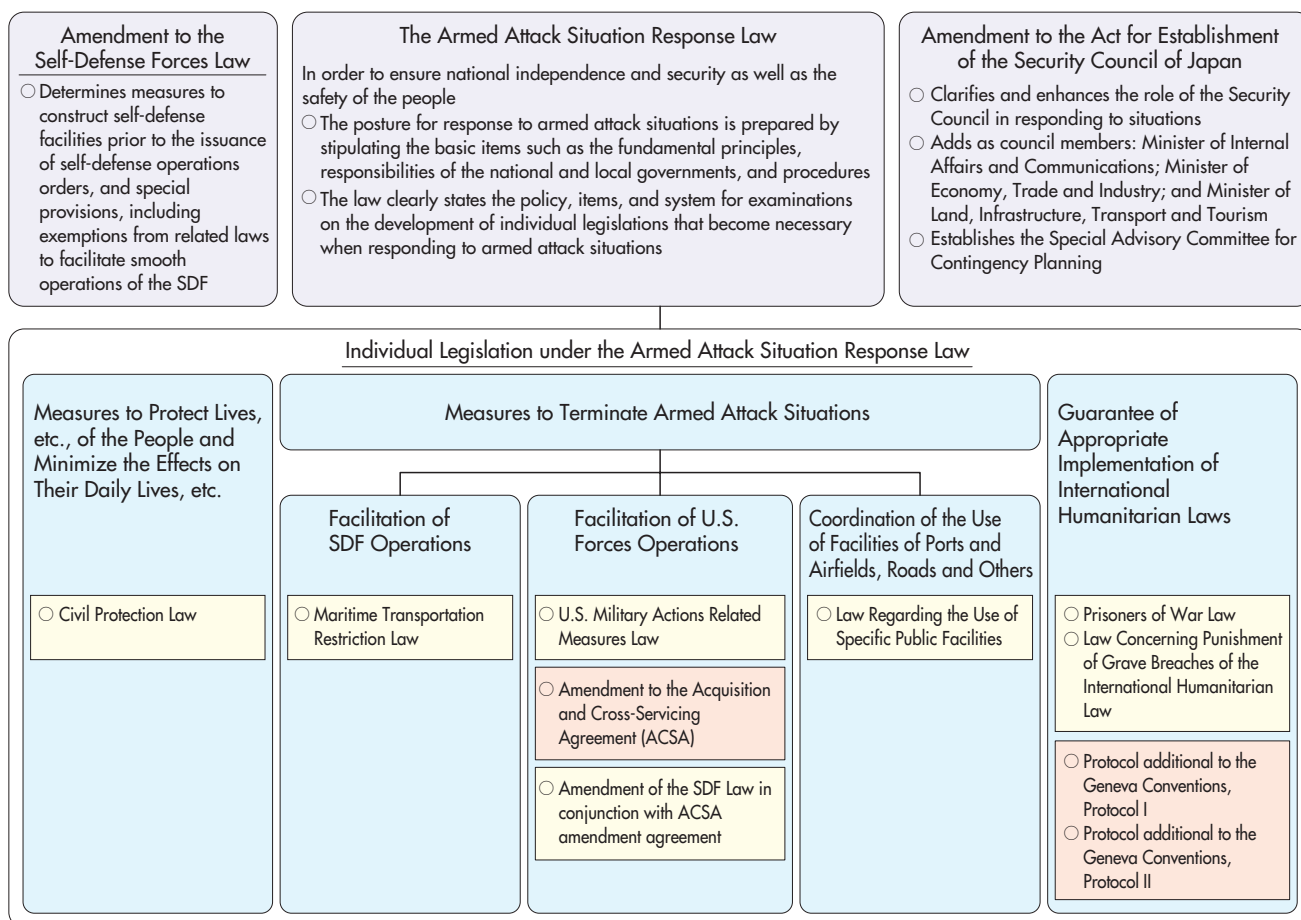 Amendment to the
Self-Defense Forces Law
○ Determines measures to
construct self-defense
facilities prior to the issuance
of self-defense operations
orders, and special
provisions, including
exemptions from related laws
to facilitate smooth
operations of the SDF
The Armed Attack Situation Response Law
In order to ensure national independence and security as well as the
safety of the people
○ The posture for response to armed attack situations is prepared by
stipulating the basic items such as the fundamental principles,
responsibilities of the national and local governments, and procedures
○ The law clearly states the policy, items, and system for examinations
on the development of individual legislations that become necessary
when responding to armed attack situations
Amendment to the Act for Establishment
of the Security Council of Japan
○ Clarifies and enhances the role of the Security
Council in responding to situations
○ Adds as council members: Minister of Internal
Affairs and Communications; Minister of
Economy, Trade and Industry; and Minister of
Land, Infrastructure, Transport and Tourism
○ Establishes the Special Advisory Committee for
Contingency Planning
Individual Legislation under the Armed Attack Situation Response Law
Measures to Protect Lives,
etc., of the People and
Minimize the Effects on
Their Daily Lives, etc.
○ Civil Protection Law
Measures to Terminate Armed Attack Situations
Facilitation of
SDF Operations
○ Maritime Transportation
Restriction Law
Facilitation of U.S.
Forces Operations
○ U.S. Military Actions Related
Measures Law
○ Amendment to the Acquisition
and Cross-Servicing
Agreement (ACSA)
○ Amendment of the SDF Law in
conjunction with ACSA
amendment agreement
Coordination of the Use
of Facilities of Ports and
Airfields, Roads and Others
○ Law Regarding the Use of
Specific Public Facilities
Guarantee of
Appropriate
Implementation of
International
Humanitarian Laws
○ Prisoners of War Law
○ Law Concerning Punishment
of Grave Breaches of the
International Humanitarian
Law
○ Protocol additional to the
Geneva Conventions,
Protocol I
○ Protocol additional to the
Geneva Conventions,
Protocol II